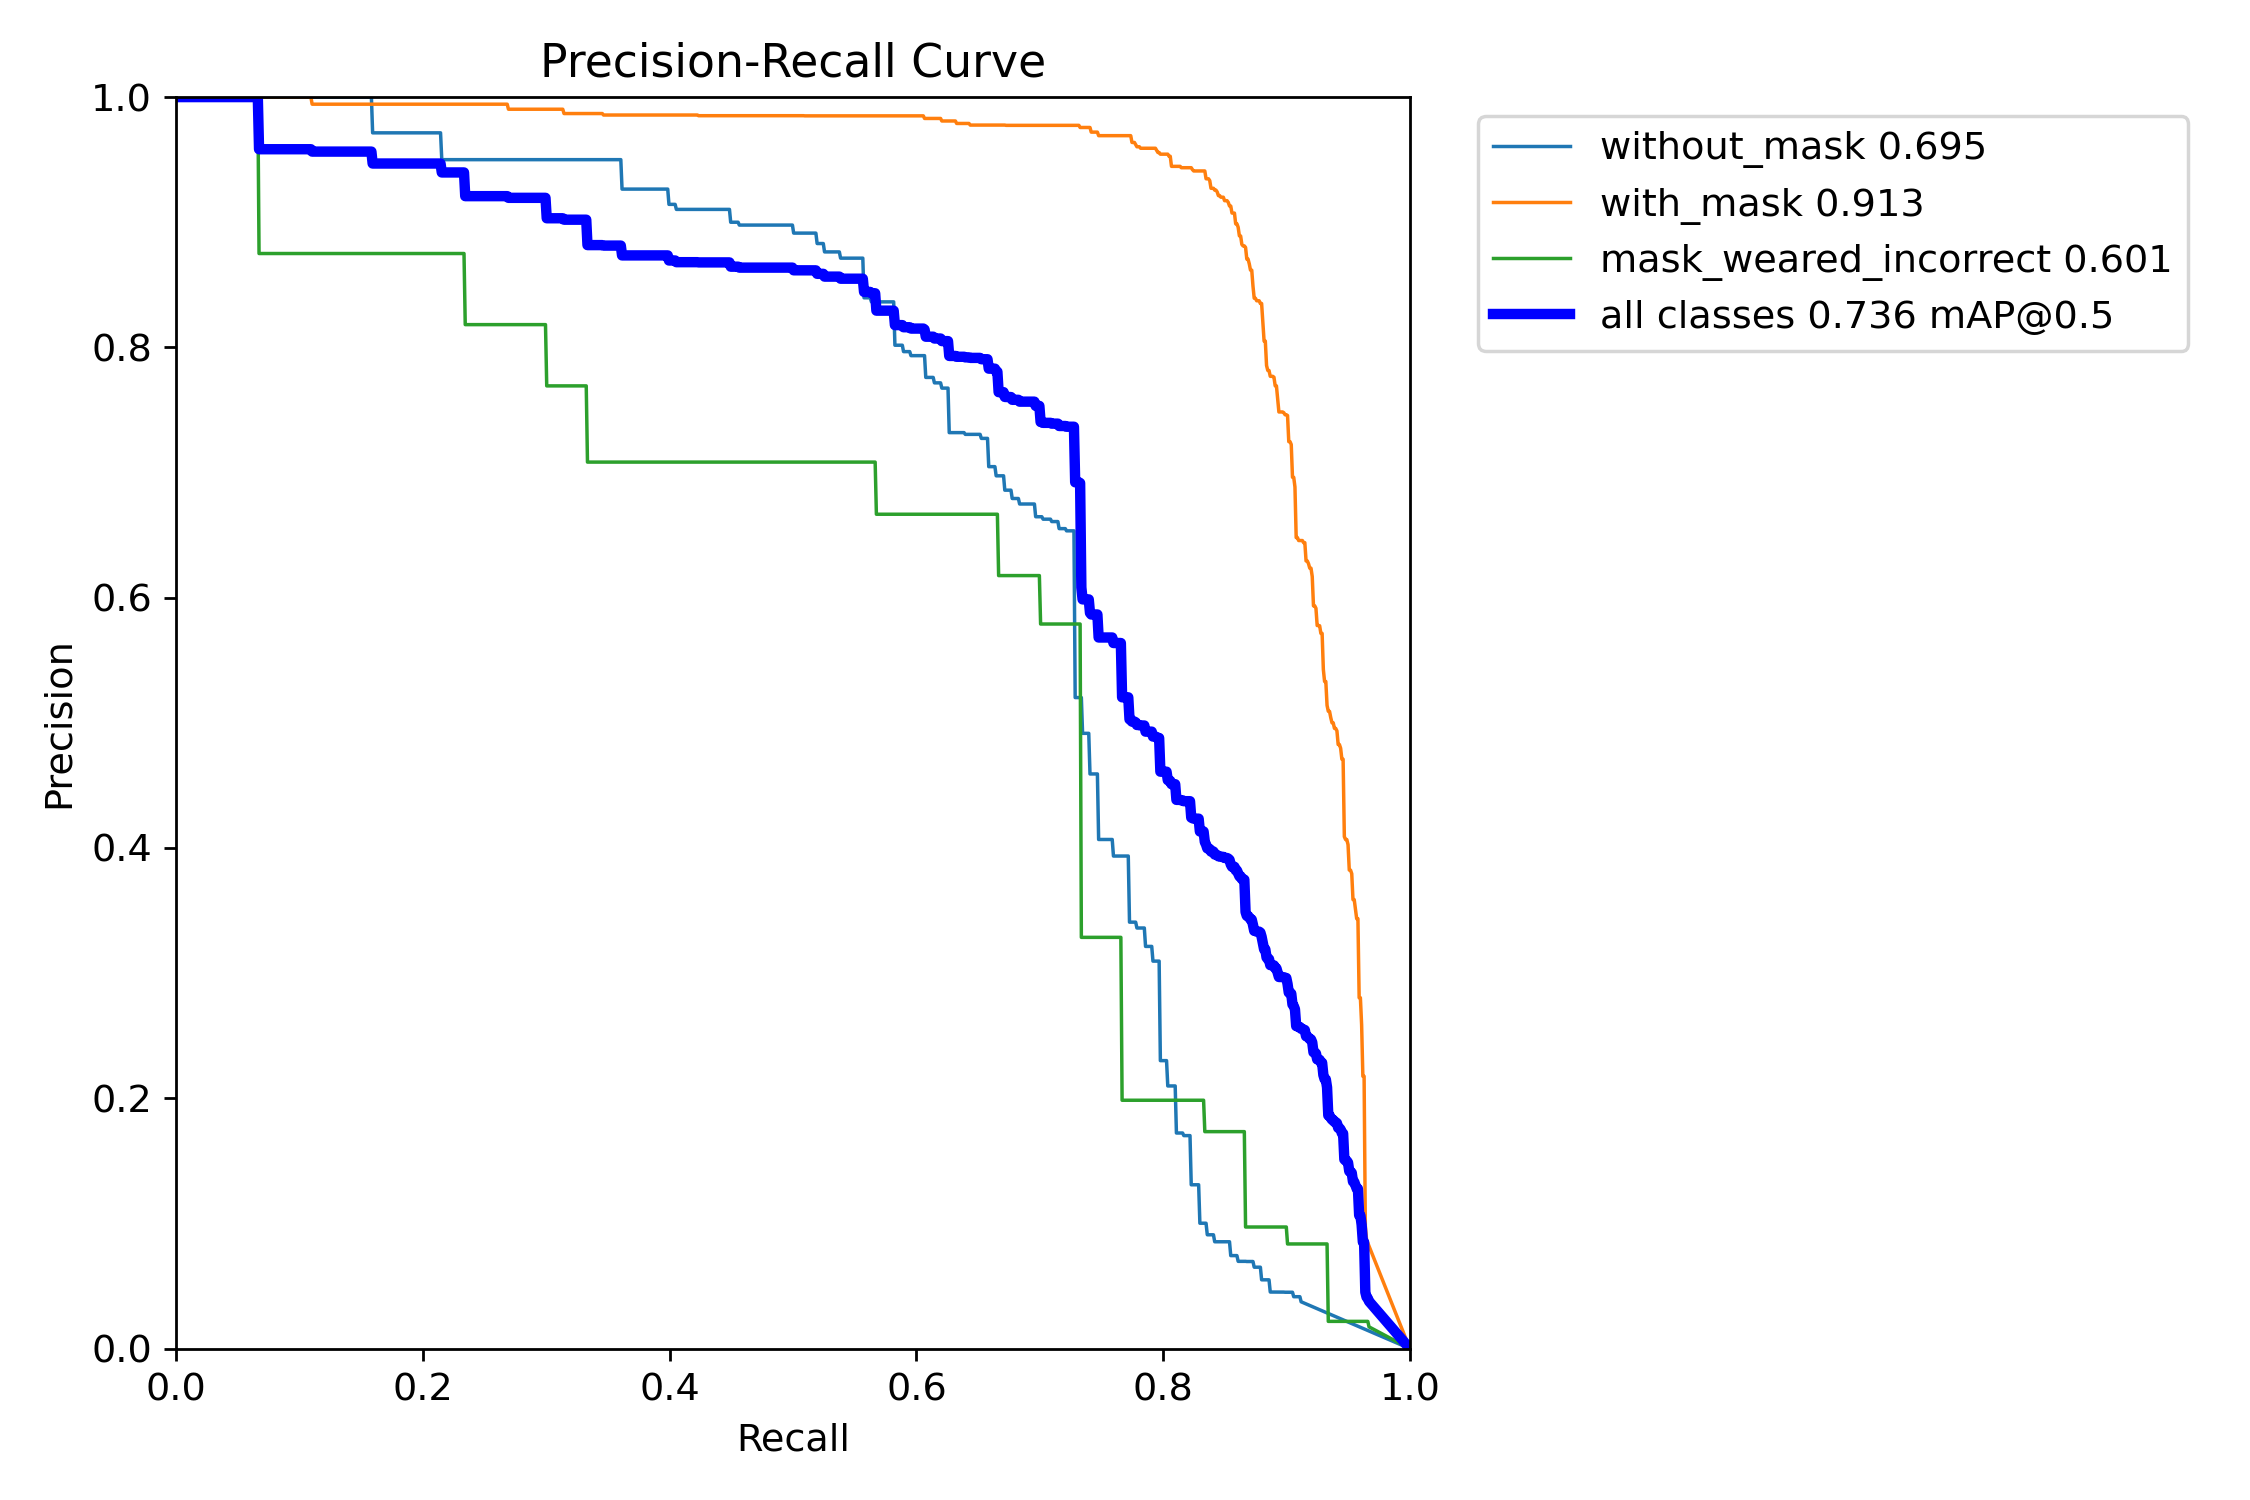 Precision-Recall Curve
1.0
0.8
0.6
0.4
0.2
0.0
Precision
0.0 0.2 0.4 0.6 0.8 1.0
Recall
without_mask 0.695
with_mask 0.913
mask_weared_incorrect 0.601
all classes 0.736 mAP@0.5